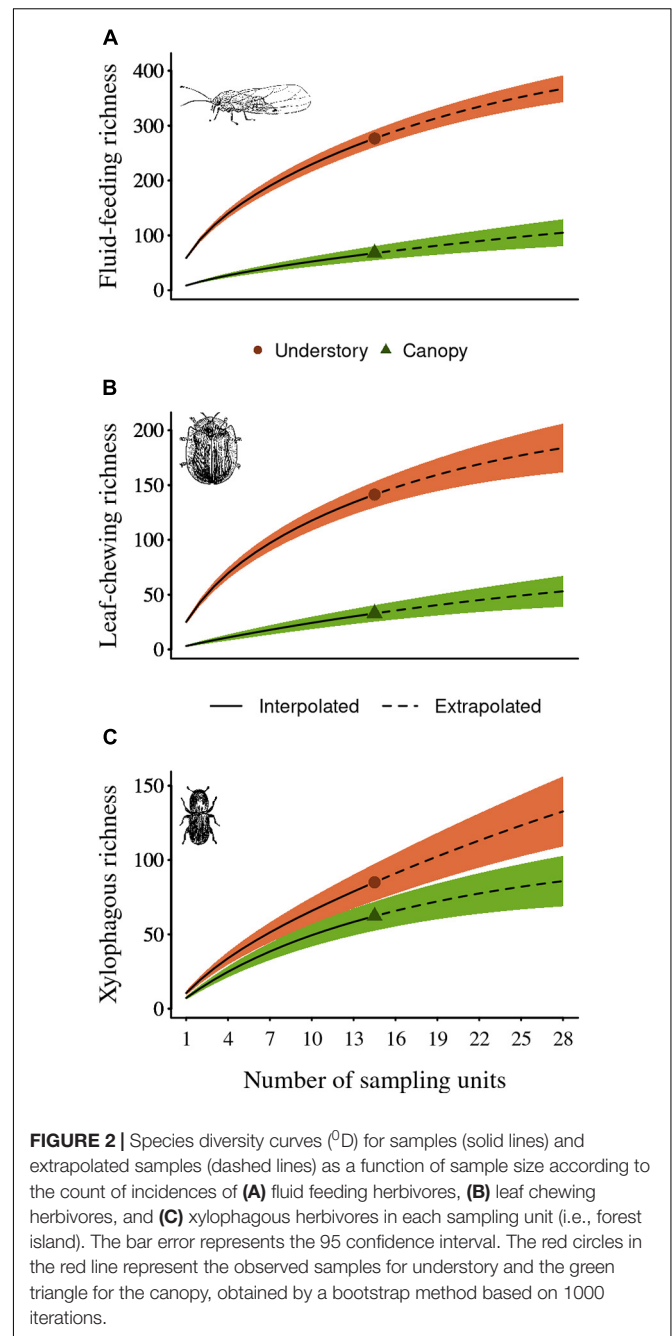 A
Fluid-feeding richness
400
300
200
100
0
Understory Canopy
B
Leaf-chewing richness
200
150
100
50
0
Interpolated Extrapolated
C
Xylophagous richness
150
100
50
0
1 4 7 10 13 16 19 22 25 28
Number of sampling units
FIGURE 2 | Species diversity curves (⁰D) for samples (solid lines) and
extrapolated samples (dashed lines) as a function of sample size according to
the count of incidences of (A) fluid feeding herbivores, (B) leaf chewing
herbivores, and (C) xylophagous herbivores in each sampling unit (i.e., forest
island). The bar error represents the 95 confidence interval. The red circles in
the red line represent the observed samples for understory and the green
triangle for the canopy, obtained by a bootstrap method based on 1000
iterations.